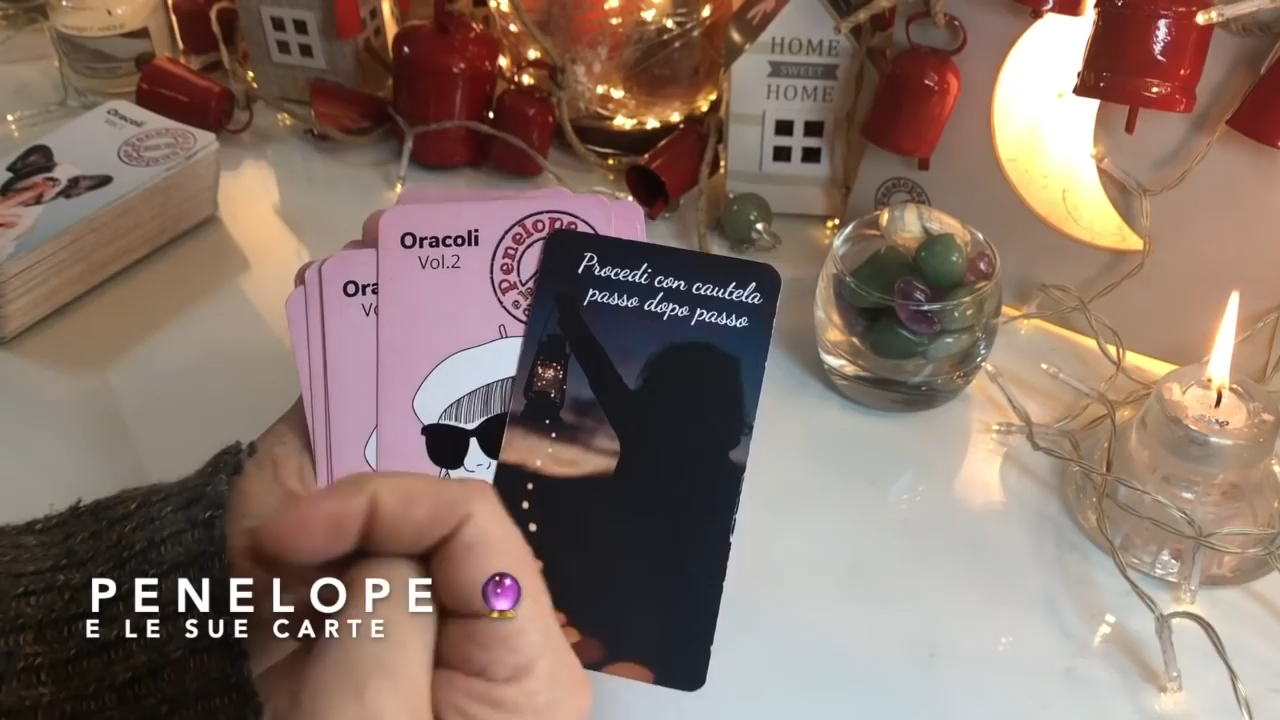 HOME
SWEET
HOME
Oracoli
Oracoli
Vol.2
Penelope
Ora
Vo
Procedi con cautela
passo dopo passo
Penelope
PENELOPE
E LE SUE CARTE